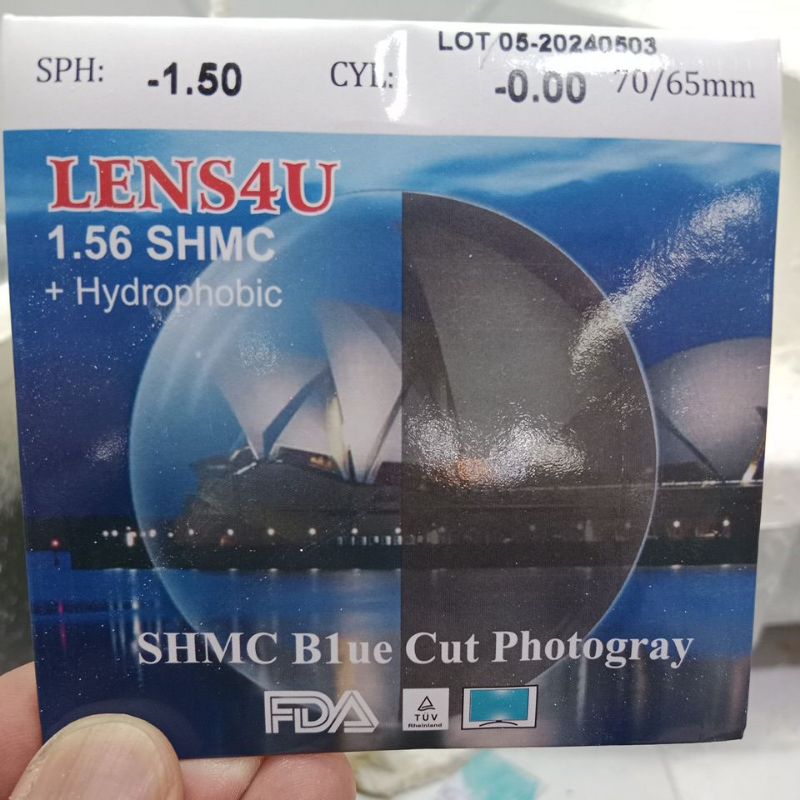 LOT 05-20240503
SPH: -1.50 CYL: -0.00 70/65mm
LENS4U
1.56 SHMC
+ Hydrophobic
SHMC B1ue Cut Photogray
FDA
TÜV
Rheinland